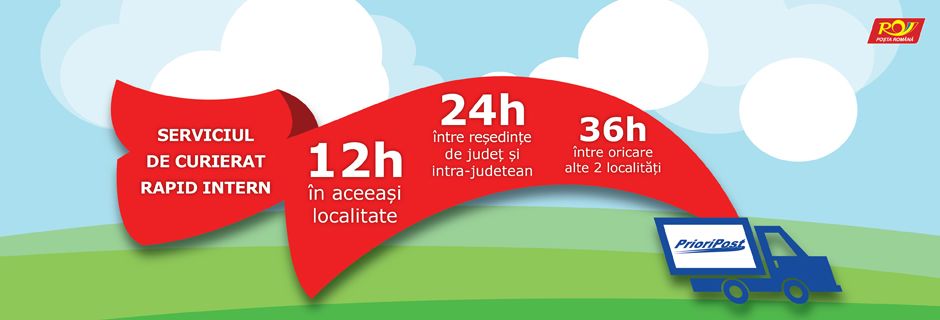 POȘTA ROMÂNĂ
SERVICIUL
DE CURIERAT
RAPID INTERN
12h
în aceeași
localitate
24h
între reședințe
de județ și
intra-judetean
36h
între oricare
alte 2 localități
PrioriPost